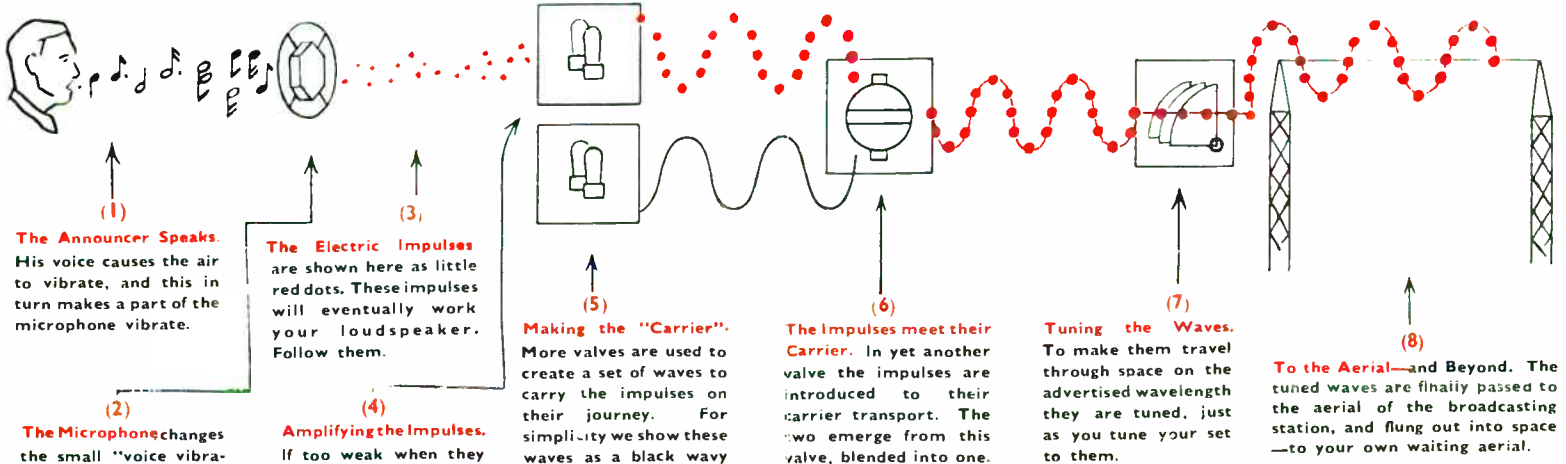 (1)
The Announcer Speaks.
His voice causes the air
to vibrate, and this in
turn makes a part of the
microphone vibrate.
(2)
The Microphone changes
the small "voice vibra-
(3)
The Electric Impulses
are shown here as little
red dots. These impulses
will eventually work
your loudspeaker.
Follow them.
(4)
Amplifying the Impulses.
If too weak when they
(5)
Making the "Carrier".
More valves are used to
create a set of waves to
carry the impulses on
their journey. For
simplicity we show these
waves as a black wavy
(6)
The Impulses meet their
Carrier. In yet another
valve the impulses are
introduced to their
carrier transport. The
two emerge from this
valve, blended into one.
(7)
Tuning the Waves.
To make them travel
through space on the
advertised wavelength
they are tuned, just
as you tune your set
to them.
(8)
To the Aerial—and Beyond. The
tuned waves are finally passed to
the aerial of the broadcasting
station, and flung out into space
—to your own waiting aerial.